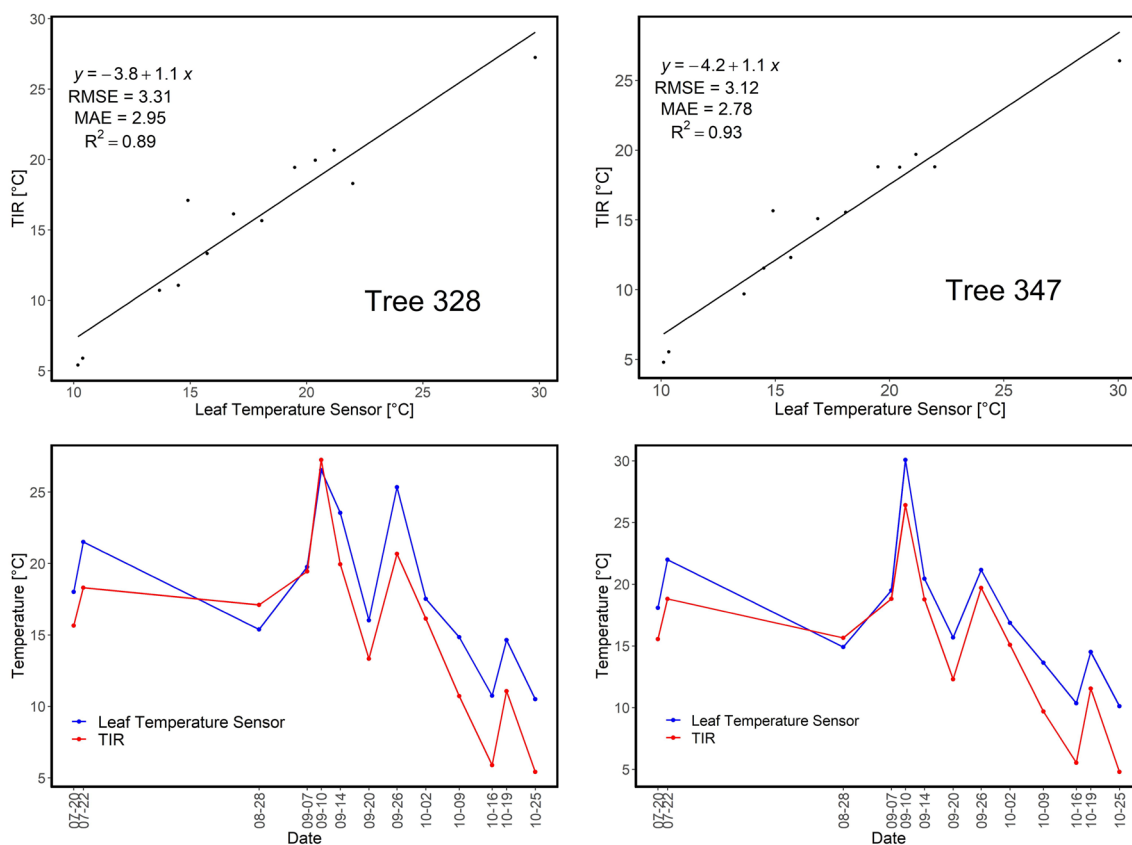 30
25
20
15
10
5
TIR [°C]
y = −3.8 + 1.1 x
RMSE = 3.31
MAE = 2.95
R² = 0.89
Tree 328
10 15 20 25 30
Leaf Temperature Sensor [°C]
25
20
15
10
5
TIR [°C]
y = −4.2 + 1.1 x
RMSE = 3.12
MAE = 2.78
R² = 0.93
Tree 347
10 15 20 25 30
Leaf Temperature Sensor [°C]
25
20
15
10
5
Temperature [°C]
Leaf Temperature Sensor
TIR
07-20 07-22 08-28 09-07 09-10 09-14 09-20 09-26 10-02 10-09 10-16 10-19 10-25
Date
30
25
20
15
10
5
Temperature [°C]
Leaf Temperature Sensor
TIR
07-20 07-22 08-28 09-07 09-10 09-14 09-20 09-26 10-02 10-09 10-16 10-19 10-25
Date